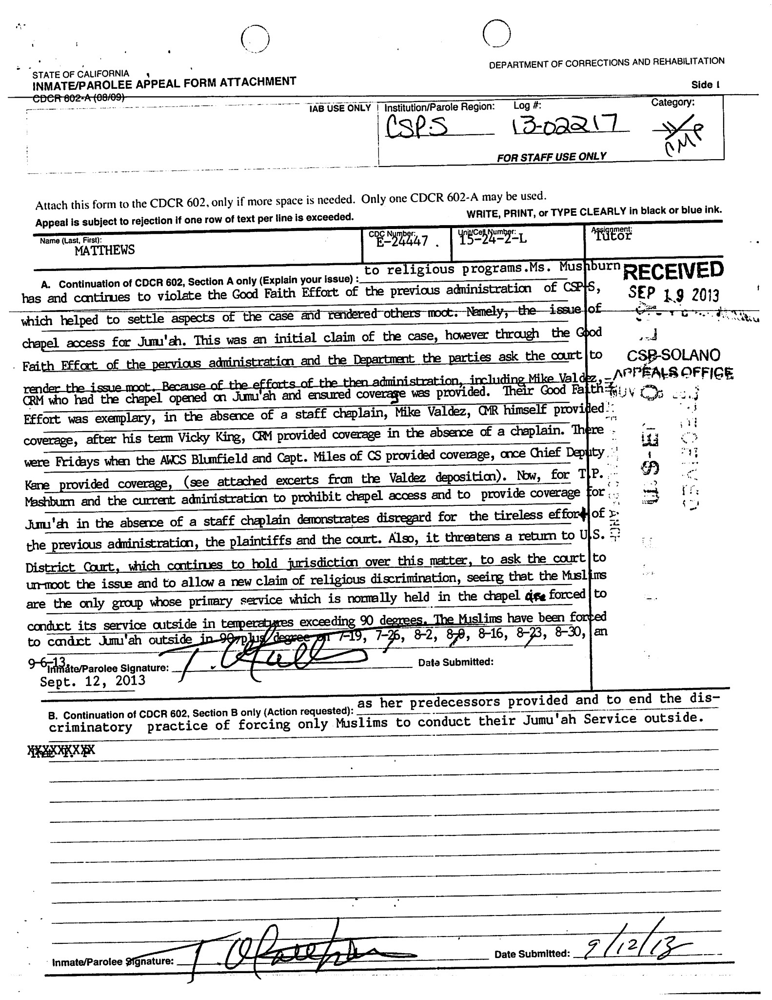 STATE OF CALIFORNIA
DEPARTMENT OF CORRECTIONS AND REHABILITATION
INMATE/PAROLEE APPEAL FORM ATTACHMENT
Side 1
CDCR 602-A (08/09)
IAB USE ONLY
Institution/Parole Region:
Log #:
Category:
CSP-S
13-02217
11/
CMP
FOR STAFF USE ONLY
Attach this form to the CDCR 602, only if more space is needed. Only one CDCR 602-A may be used.
Appeal is subject to rejection if one row of text per line is exceeded.
WRITE, PRINT, or TYPE CLEARLY in black or blue ink.
Name (Last, First):
MATTHEWS
CDC Number:
E-24447 .
Unit/Cell Number:
15-24-2-L
Assignment:
Tutor
A. Continuation of CDCR 602, Section A only (Explain your issue) : to religious programs.Ms. Mushburn
has and continues to violate the Good Faith Effort of the previous administration of CSP-S,
which helped to settle aspects of the case and rendered others moot. Namely, the issue of
chapel access for Jumu'ah. This was an initial claim of the case, however through the Good
Faith Effort of the pervious administration and the Department the parties ask the court to
render the issue moot. Because of the efforts of the then administration, including Mike Valdez,
CRM who had the chapel opened on Jumu'ah and ensured coverage was provided. Their Good Faith
Effort was exemplary, in the absence of a staff chaplain, Mike Valdez, CMR himself provided
coverage, after his term Vicky King, CRM provided coverage in the absence of a chaplain. There
were Fridays when the AWCS Blumfield and Capt. Miles of CS provided coverage, once Chief Deputy
Kane provided coverage, (see attached excerts from the Valdez deposition). Now, for T.P.
Mashburn and the current administration to prohibit chapel access and to provide coverage for
Jumu'ah in the absence of a staff chaplain demonstrates disregard for the tireless effort of
the previous administration, the plaintiffs and the court. Also, it threatens a return to U.S.
District Court, which continues to hold jurisdiction over this matter, to ask the court to
un-moot the issue and to allow a new claim of religious discrimination, seeing that the Muslims
are the only group whose primary service which is normally held in the chapel are forced to
conduct its service outside in temperatures exceeding 90 degrees. The Muslims have been forced
to conduct Jumu'ah outside in 90 plus degree on 7-19, 7-26, 8-2, 8-9, 8-16, 8-23, 8-30, an
9-6-13.
RECEIVED
SEP 19 2013
CSP-SOLANO
APPEALS OFFICE
Inmate/Parolee Signature:
Date Submitted:
Sept. 12, 2013
B. Continuation of CDCR 602, Section B only (Action requested): as her predecessors provided and to end the dis-
criminatory practice of forcing only Muslims to conduct their Jumu'ah Service outside.
XXXXXXXXX
Inmate/Parolee Signature:
Date Submitted: 9/12/13